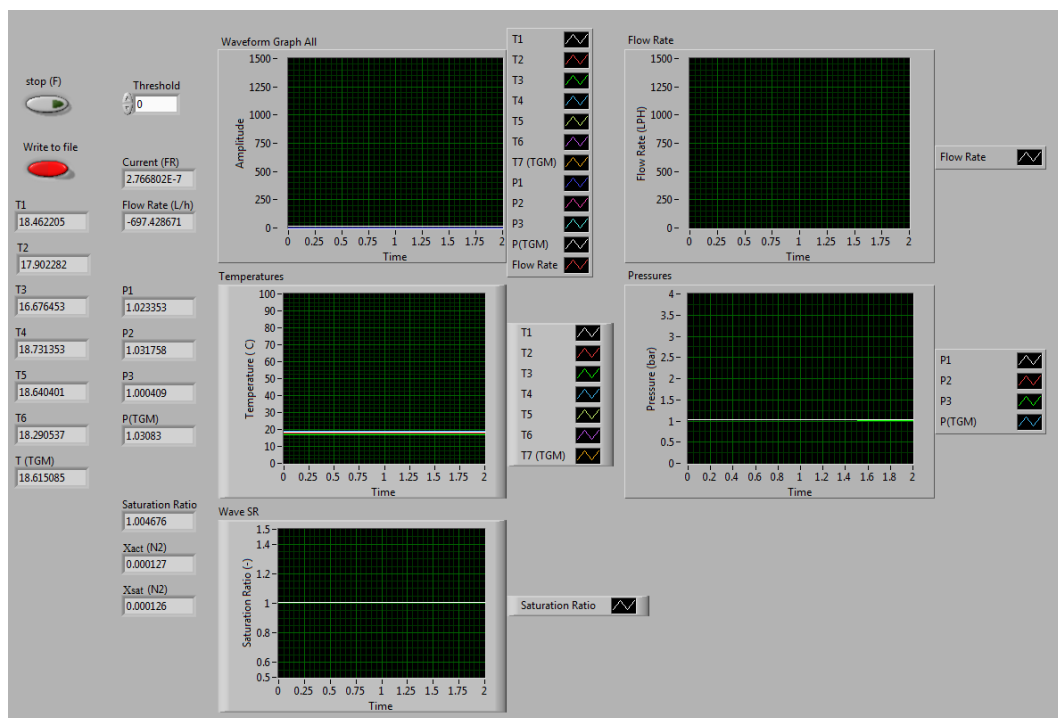 stop (F)
Threshold
0
Write to file
Current (FR)
2.766802E-7
T1
18.462205
Flow Rate (L/h)
-697.428671
T2
17.902282
T3
16.676453
P1
1.023353
T4
18.731353
P2
1.031758
T5
18.640401
P3
1.000409
T6
18.290537
P(TGM)
1.03083
T (TGM)
18.615085
Saturation Ratio
1.004676
Xact (N2)
0.000127
Xsat (N2)
0.000126
Waveform Graph All
Amplitude
1500
1250
1000
750
500
250
0
0 0.25 0.5 0.75 1 1.25 1.5 1.75 2
Time
T1
T2
T3
T4
T5
T6
T7 (TGM)
P1
P2
P3
P(TGM)
Flow Rate
Flow Rate
Flow Rate (LPH)
1500
1250
1000
750
500
250
0
0 0.25 0.5 0.75 1 1.25 1.5 1.75 2
Time
Flow Rate
Temperatures
Temperature ( C)
100
90
80
70
60
50
40
30
20
10
0
0 0.25 0.5 0.75 1 1.25 1.5 1.75 2
Time
T1
T2
T3
T4
T5
T6
T7 (TGM)
Pressures
Pressure (bar)
4
3.5
3
2.5
2
1.5
1
0.5
0
0 0.2 0.4 0.6 0.8 1 1.2 1.4 1.6 1.8 2
Time
P1
P2
P3
P(TGM)
Wave SR
Saturation Ratio (-)
1.5
1.4
1.2
1
0.8
0.6
0.5
0 0.25 0.5 0.75 1 1.25 1.5 1.75 2
Time
Saturation Ratio